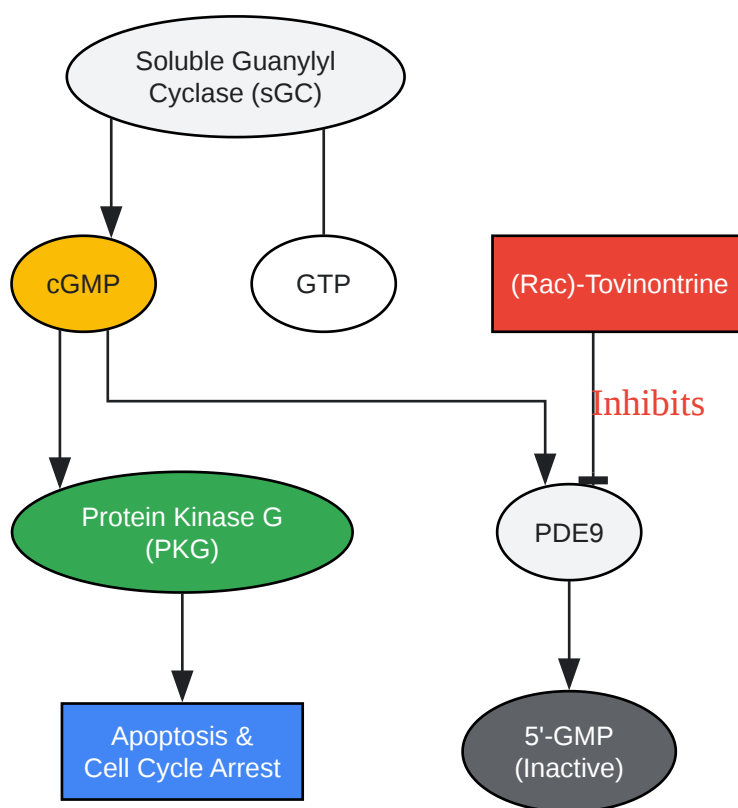 Soluble Guanylyl
Cyclase (sGC)
cGMP
GTP
(Rac)-Tovinontrine
Inhibits
Protein Kinase G
(PKG)
PDE9
Apoptosis &
Cell Cycle Arrest
5'-GMP
(Inactive)